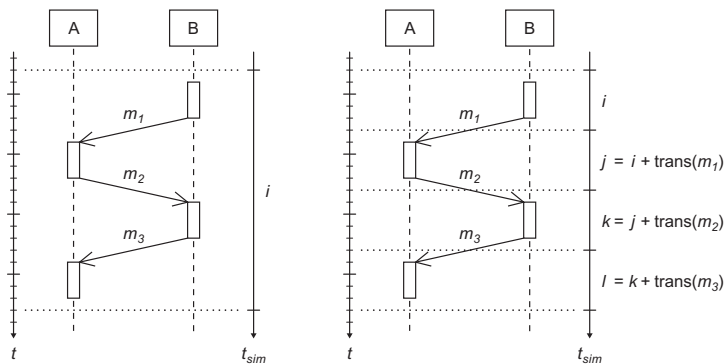 A B A B
m1 m1 i
j = i + trans(m1)
m2 m2
i
k = j + trans(m2)
m3 m3
l = k + trans(m3)
t tsim t tsim